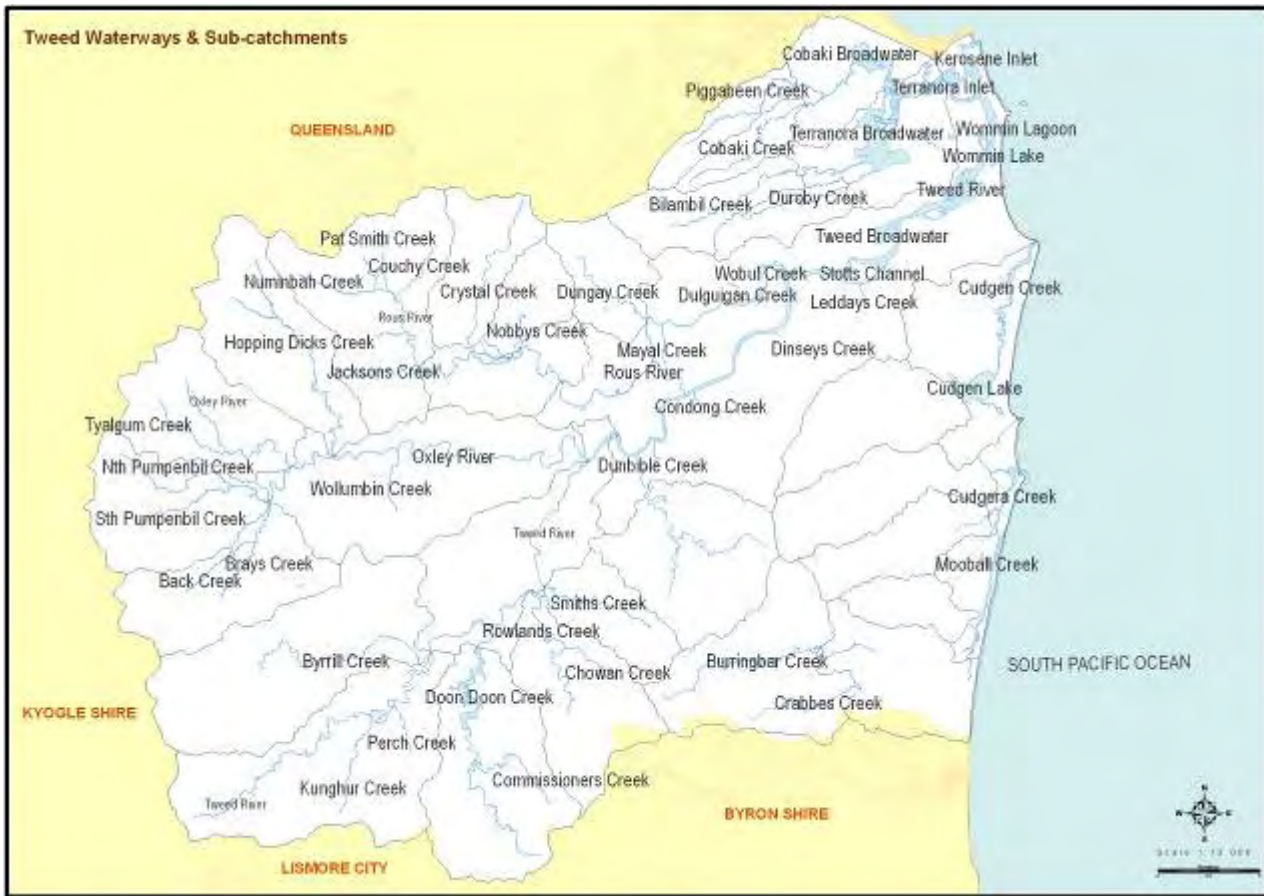 Tweed Waterways & Sub-catchments
Cobaki Broadwater
Kerosene Inlet
Piggabeen Creek
Terranora Inlet
QUEENSLAND
Terranora Broadwater
Wommin Lagoon
Cobaki Creek
Wommin Lake
Tweed River
Bilambil Creek
Duroby Creek
Pat Smith Creek
Tweed Broadwater
Couchy Creek
Numinbah Creek
Crystal Creek
Dungay Creek
Wobul Creek
Stotts Channel
Dulguigan Creek
Leddays Creek
Cudgen Creek
Rous River
Nobbys Creek
Hopping Dicks Creek
Mayal Creek
Dinseys Creek
Jacksons Creek
Rous River
Cudgen Lake
Oxley River
Condong Creek
Tyalgum Creek
Oxley River
Nth Pumpenbil Creek
Dunbible Creek
Wollumbin Creek
Cudgera Creek
Sth Pumpenbil Creek
Tweed River
Brays Creek
Mooball Creek
Back Creek
Smiths Creek
Rowlands Creek
Byrrill Creek
Chowan Creek
Burringbar Creek
SOUTH PACIFIC OCEAN
Doon Doon Creek
Crabbes Creek
KYOGLE SHIRE
Perch Creek
Commissioners Creek
Kunghur Creek
Tweed River
BYRON SHIRE
LISMORE CITY
N
W
E
S